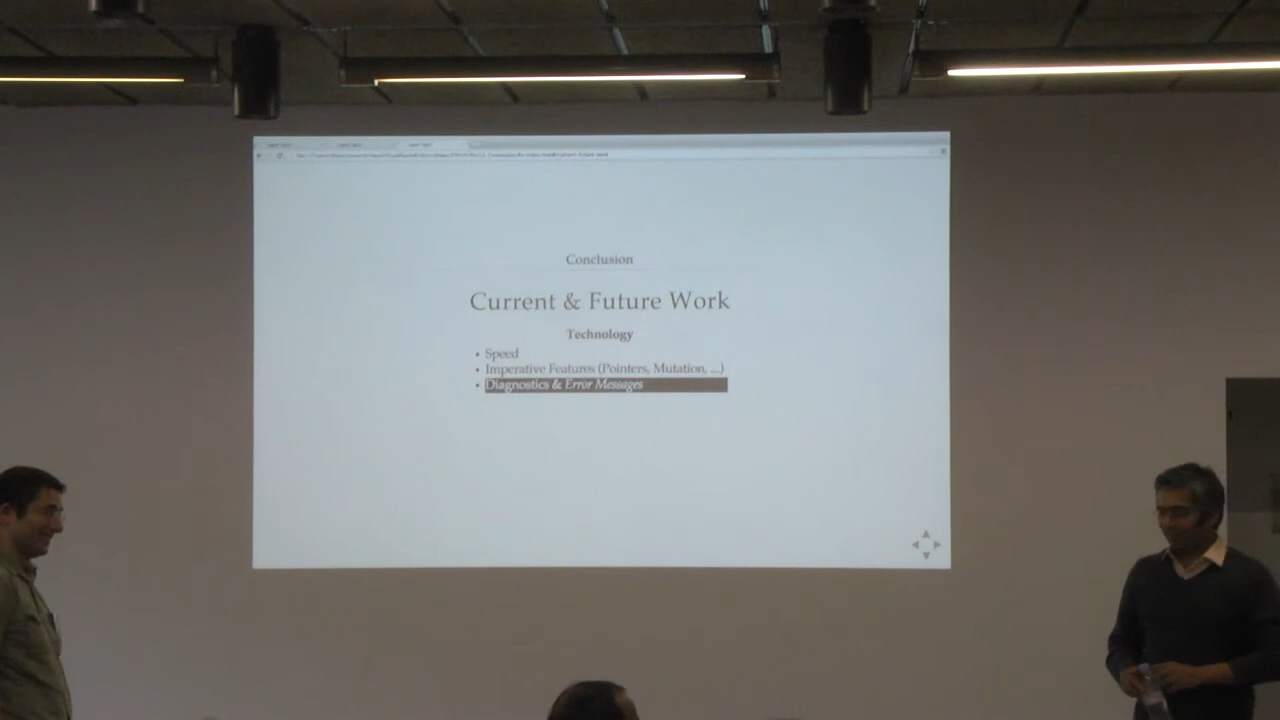 Conclusion
Current & Future Work
Technology
• Speed
• Imperative Features (Pointers, Mutation, ...)
• Diagnostics & Error Messages